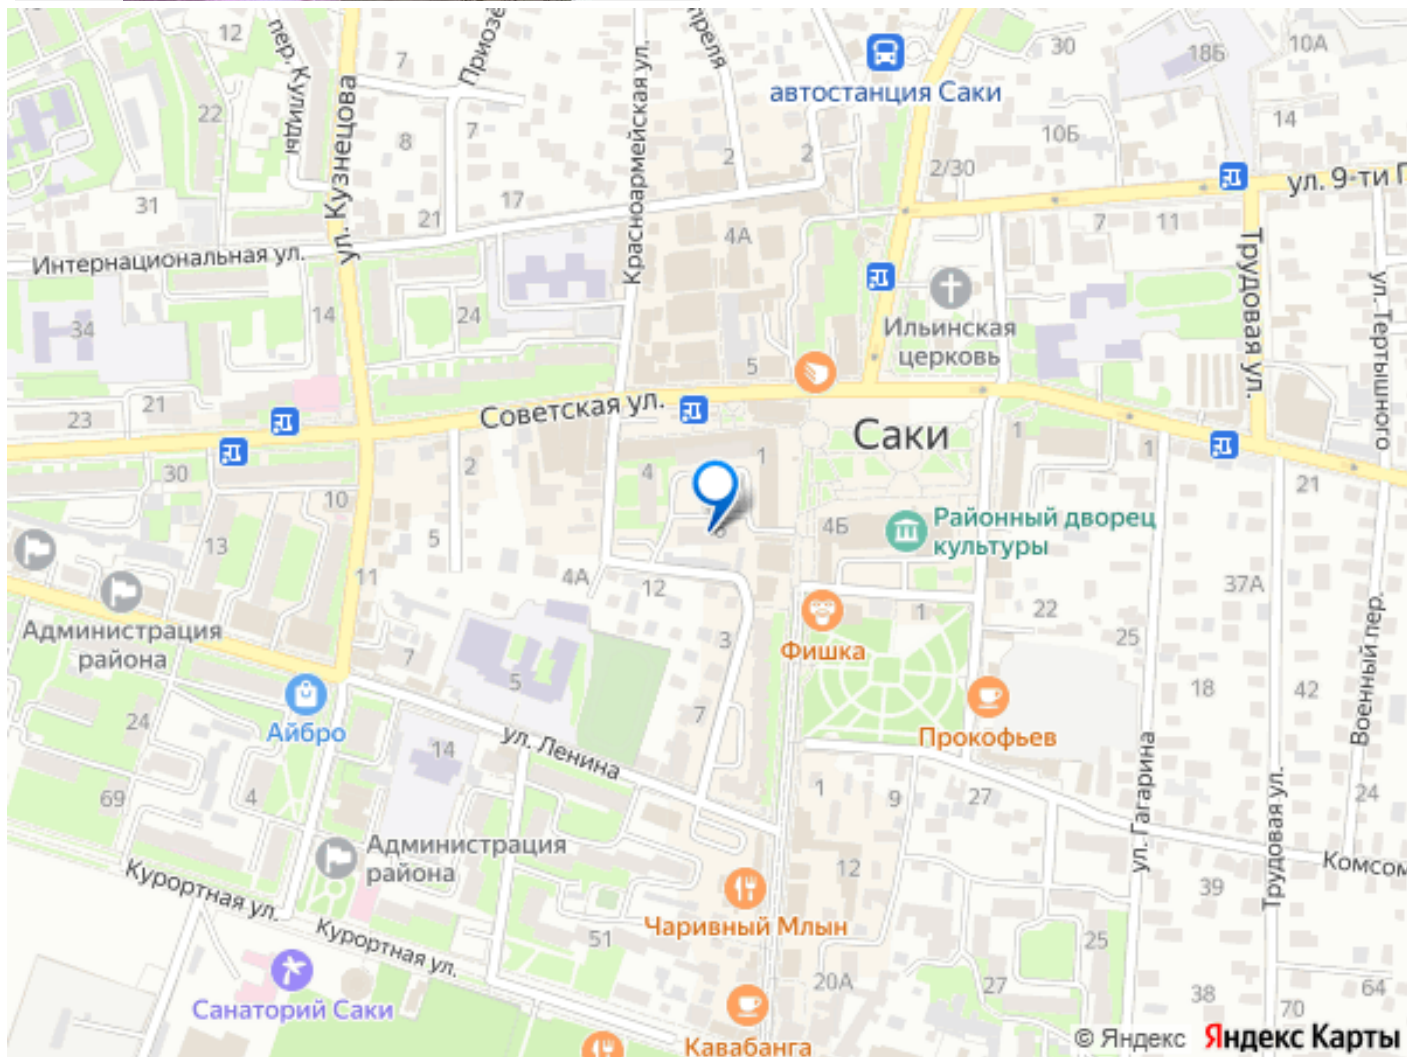 12
пер. Кулиды
ул. Кузнецова
7
Приозё
преля
Красноармейская ул.
автостанция Саки
30
18Б
10А
22
8
7
2
2
10Б
14
2/30
31
21
17
ул. 9-ти Г
7
11
4А
Интернациональная ул.
Трудовая ул.
ул. Тертышного
34
14
24
Ильинская
церковь
5
23
21
Советская ул.
Саки
1
1
30
2
4
1
21
10
13
5
4Б
Районный дворец
культуры
11
4А
12
37А
22
1
25
Администрация
района
7
3
Фишка
5
18
42
Военный пер.
24
Айбро
14
ул. Ленина
7
Прокофьев
69
4
1
9
27
ул. Гагарина
24
Трудовая ул.
Администрация
района
12
Комсом
39
Курортная ул.
Чаривный Млын
Курортная ул.
51
25
20А
27
38
70
64
Санаторий Саки
Кавабанга
© Яндекс Яндекс Карты